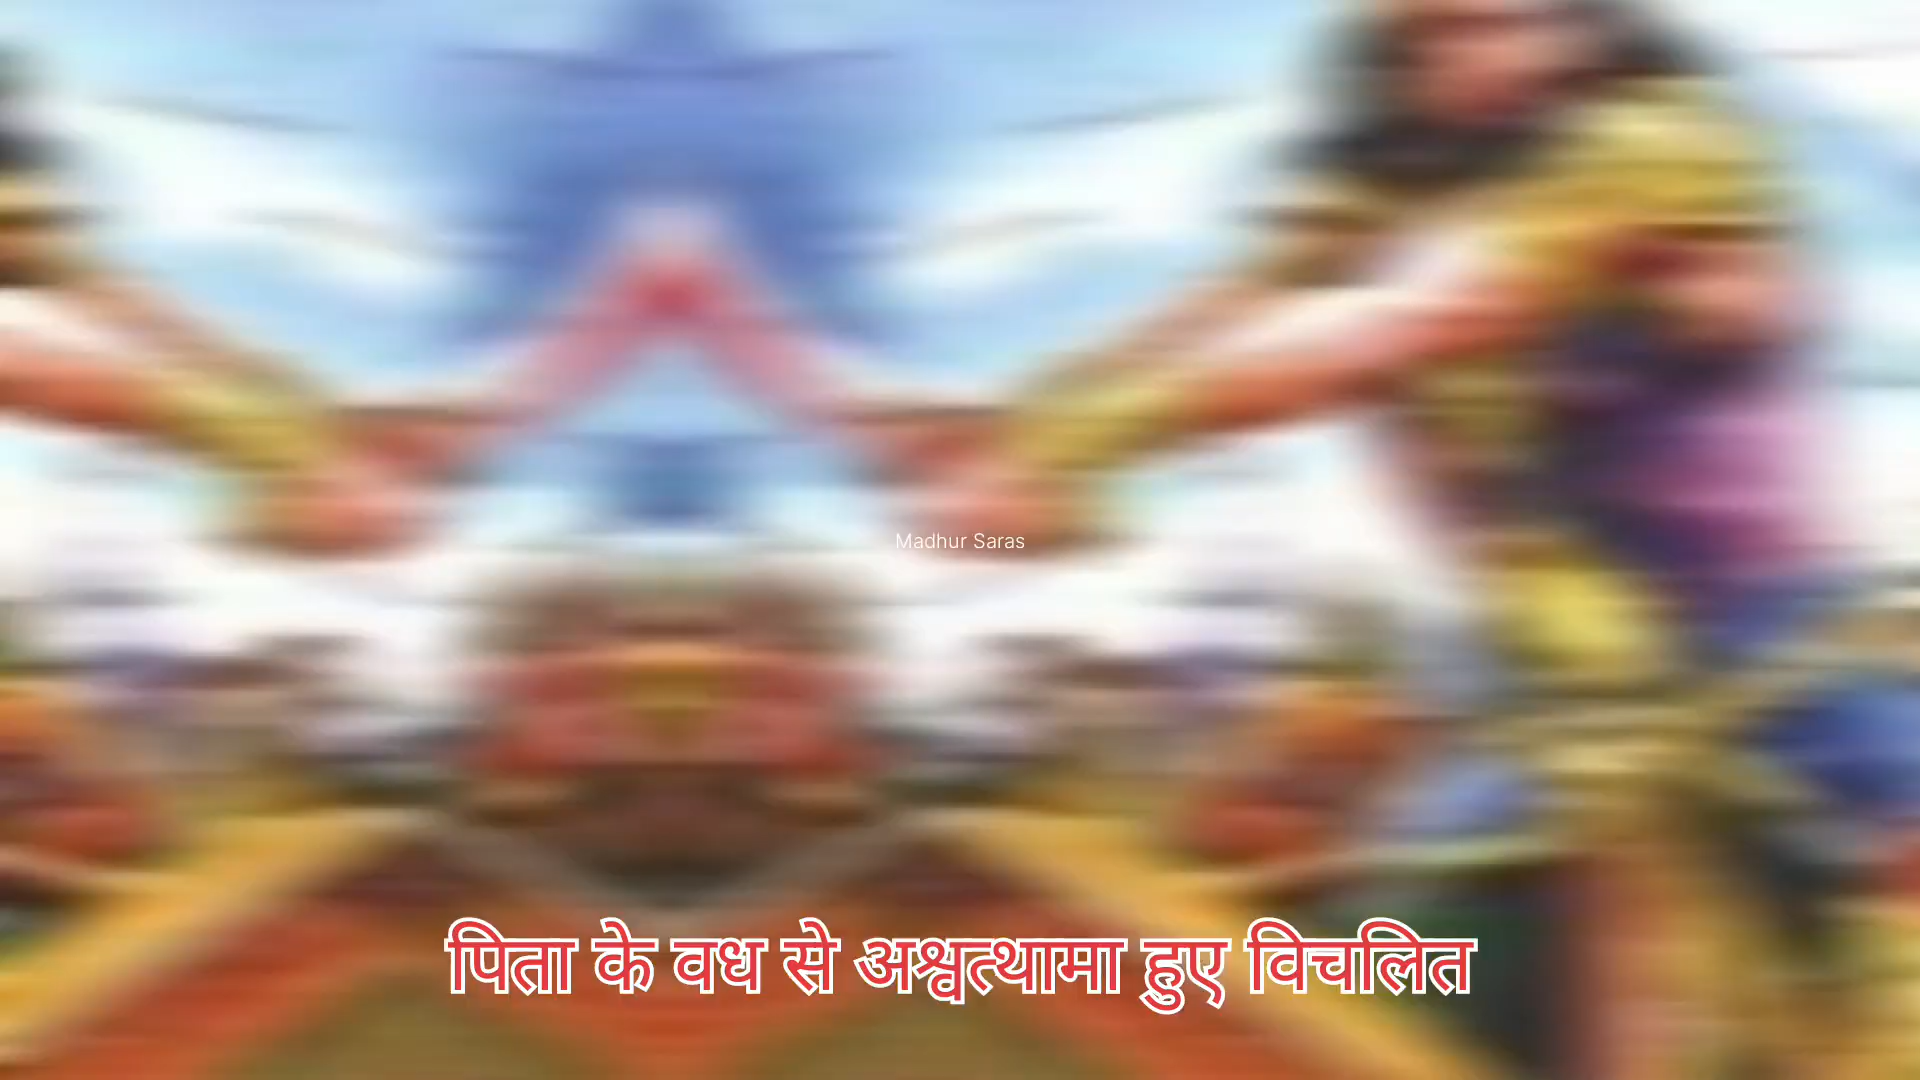 Madhur Saras
पिता के वध से अश्वत्थामा हुए विचलित